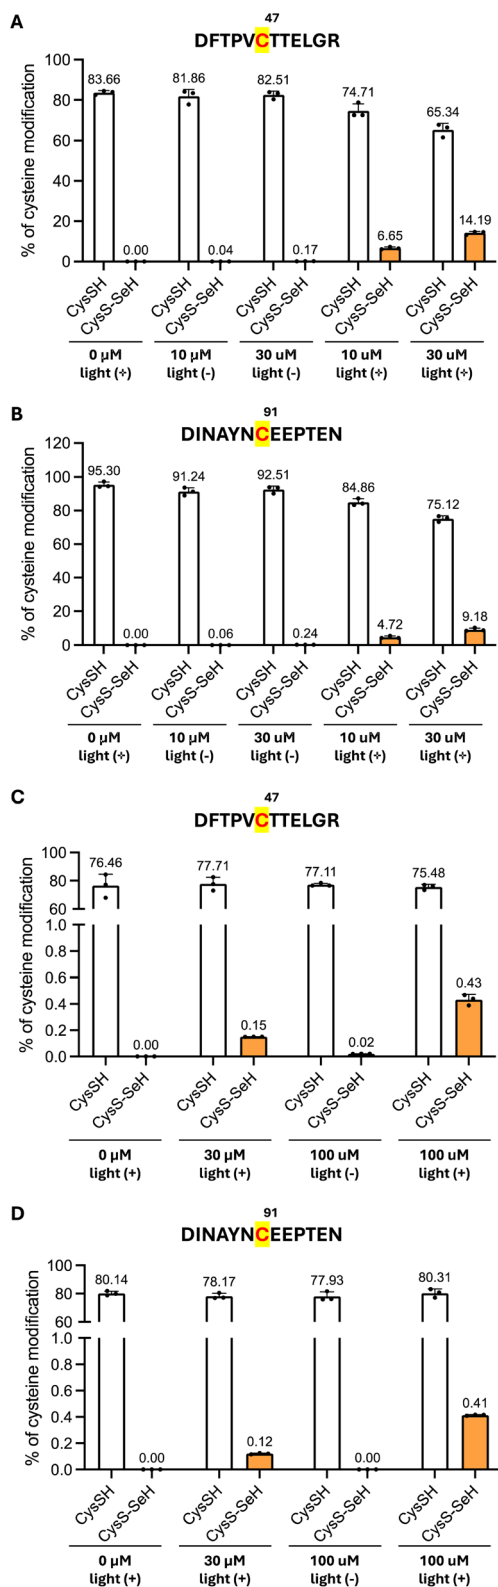 A
47
DFTPVCTTELGR
% of cysteine modification
100
80
60
40
20
0
83.66
0.00
81.86
0.04
82.51
0.17
74.71
6.65
65.34
14.19
CysSH
CysS-SeH
CysSH
CysS-SeH
CysSH
CysS-SeH
CysSH
CysS-SeH
CysSH
CysS-SeH
0 µM
10 µM
30 uM
10 uM
30 uM
light (÷)
light (-)
light (-)
light (÷)
light (÷)
B
91
DINAYNCEEPTEN
% of cysteine modification
120
100
80
60
40
20
0
95.30
0.00
91.24
0.06
92.51
0.24
84.86
4.72
75.12
9.18
CysSH
CysS-SeH
CysSH
CysS-SeH
CysSH
CysS-SeH
CysSH
CysS-SeH
CysSH
CysS-SeH
0 µM
10 µM
30 uM
10 uM
30 uM
light (÷)
light (-)
light (-)
light (÷)
light (÷)
C
47
DFTPVCTTELGR
% of cysteine modification
100
80
60
1.0
0.8
0.6
0.4
0.2
0.0
76.46
0.00
77.71
0.15
77.11
0.02
75.48
0.43
CysSH
CysS-SeH
CysSH
CysS-SeH
CysSH
CysS-SeH
CysSH
CysS-SeH
0 µM
30 µM
100 uM
100 uM
light (+)
light (+)
light (-)
light (+)
D
91
DINAYNCEEPTEN
% of cysteine modification
100
80
60
1.0
0.8
0.6
0.4
0.2
0.0
80.14
0.00
78.17
0.12
77.93
0.00
80.31
0.41
CysSH
CysS-SeH
CysSH
CysS-SeH
CysSH
CysS-SeH
CysSH
CysS-SeH
0 µM
30 µM
100 uM
100 uM
light (+)
light (+)
light (-)
light (+)